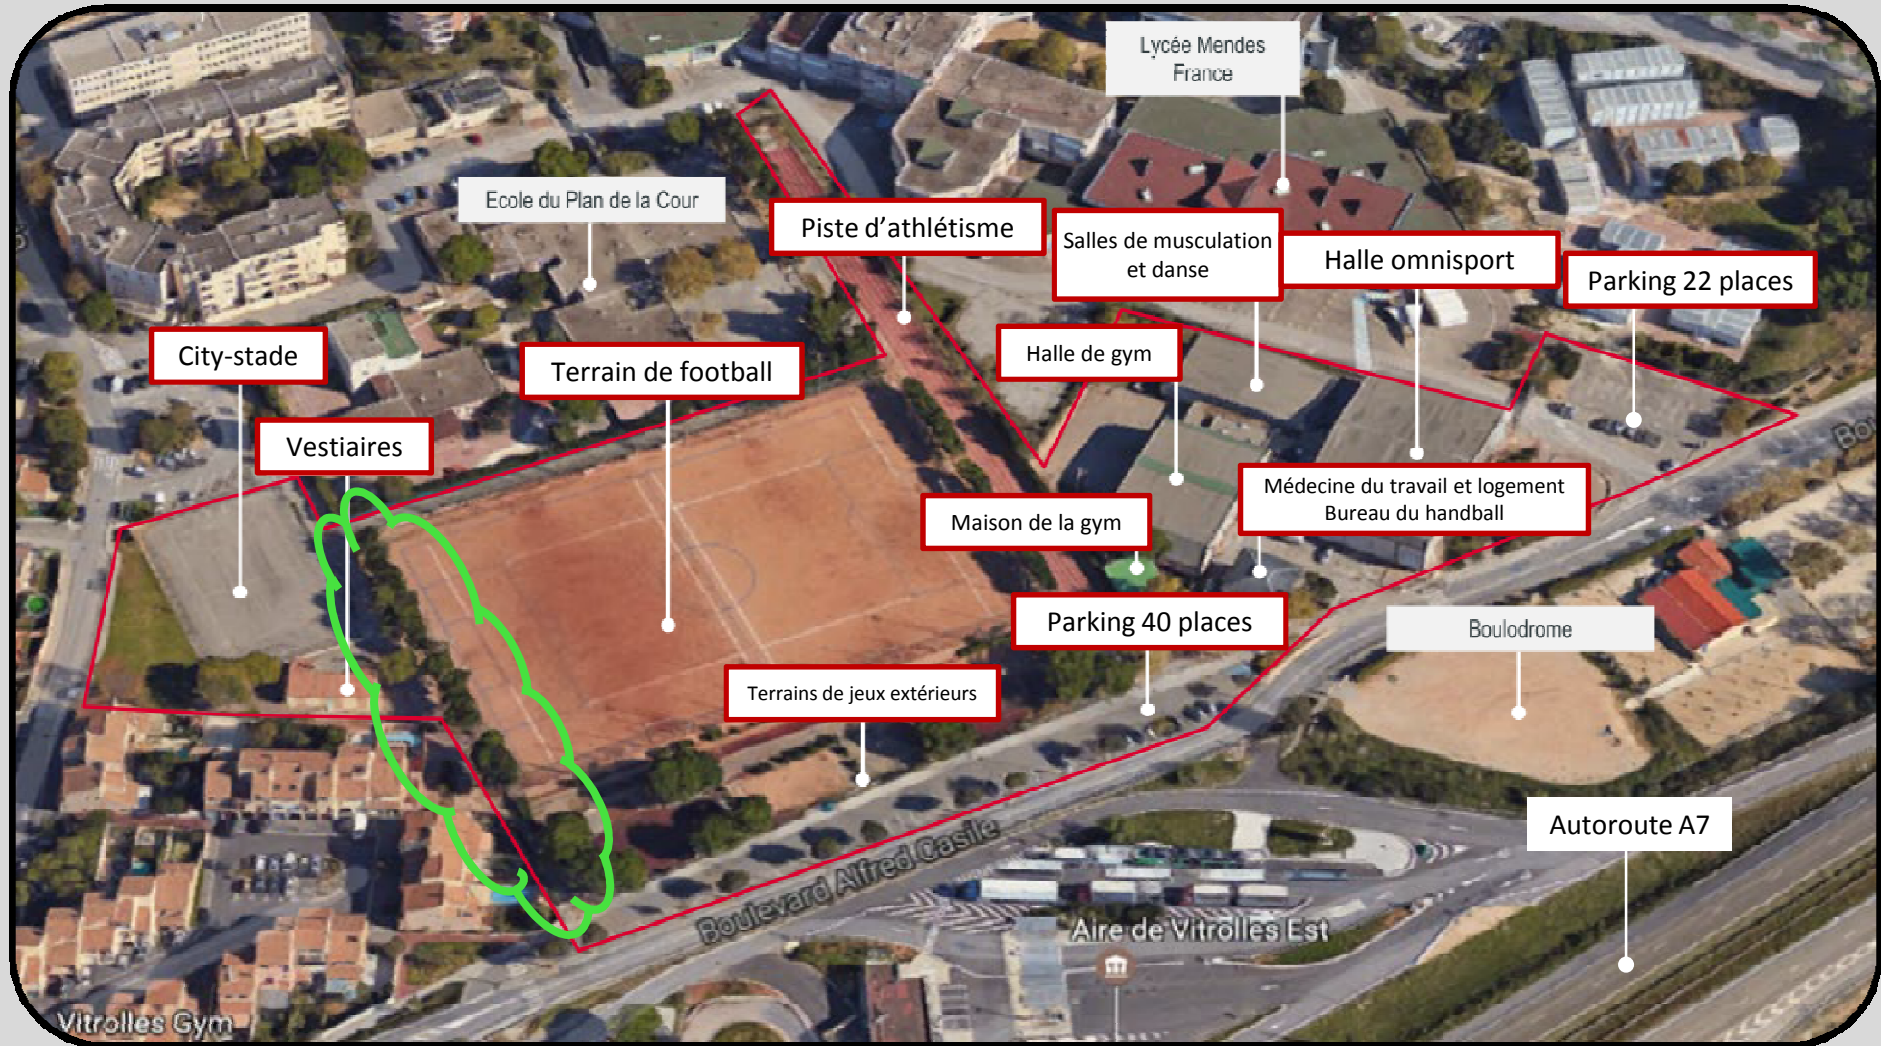 Lycée Mendes
France
Ecole du Plan de la Cour
Piste d'athlétisme
Salles de musculation
et danse
Halle omnisport
Parking 22 places
City-stade
Terrain de football
Halle de gym
Vestiaires
Médecine du travail et logement
Bureau du handball
Maison de la gym
Parking 40 places
Boulodrome
Terrains de jeux extérieurs
Autoroute A7
Boulevard Alfred Casile
Aire de Vitrolles Est
Vitrolles Gym